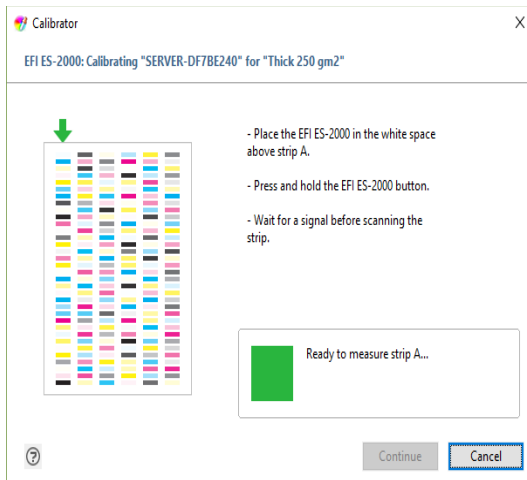 Calibrator
X
EFI ES-2000: Calibrating "SERVER-DF7BE240" for "Thick 250 gm2"
- Place the EFI ES-2000 in the white space
above strip A.
- Press and hold the EFI ES-2000 button.
- Wait for a signal before scanning the
strip.
Ready to measure strip A...
?
Continue
Cancel